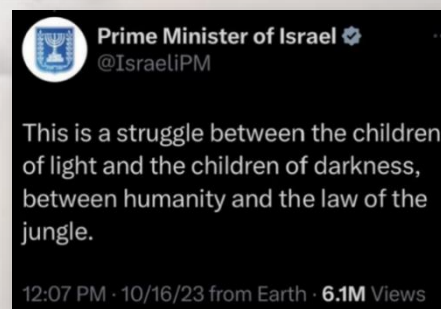 Prime Minister of Israel
@IsraeliPM
This is a struggle between the children
of light and the children of darkness,
between humanity and the law of the
jungle.
12:07 PM · 10/16/23 from Earth · 6.1M Views